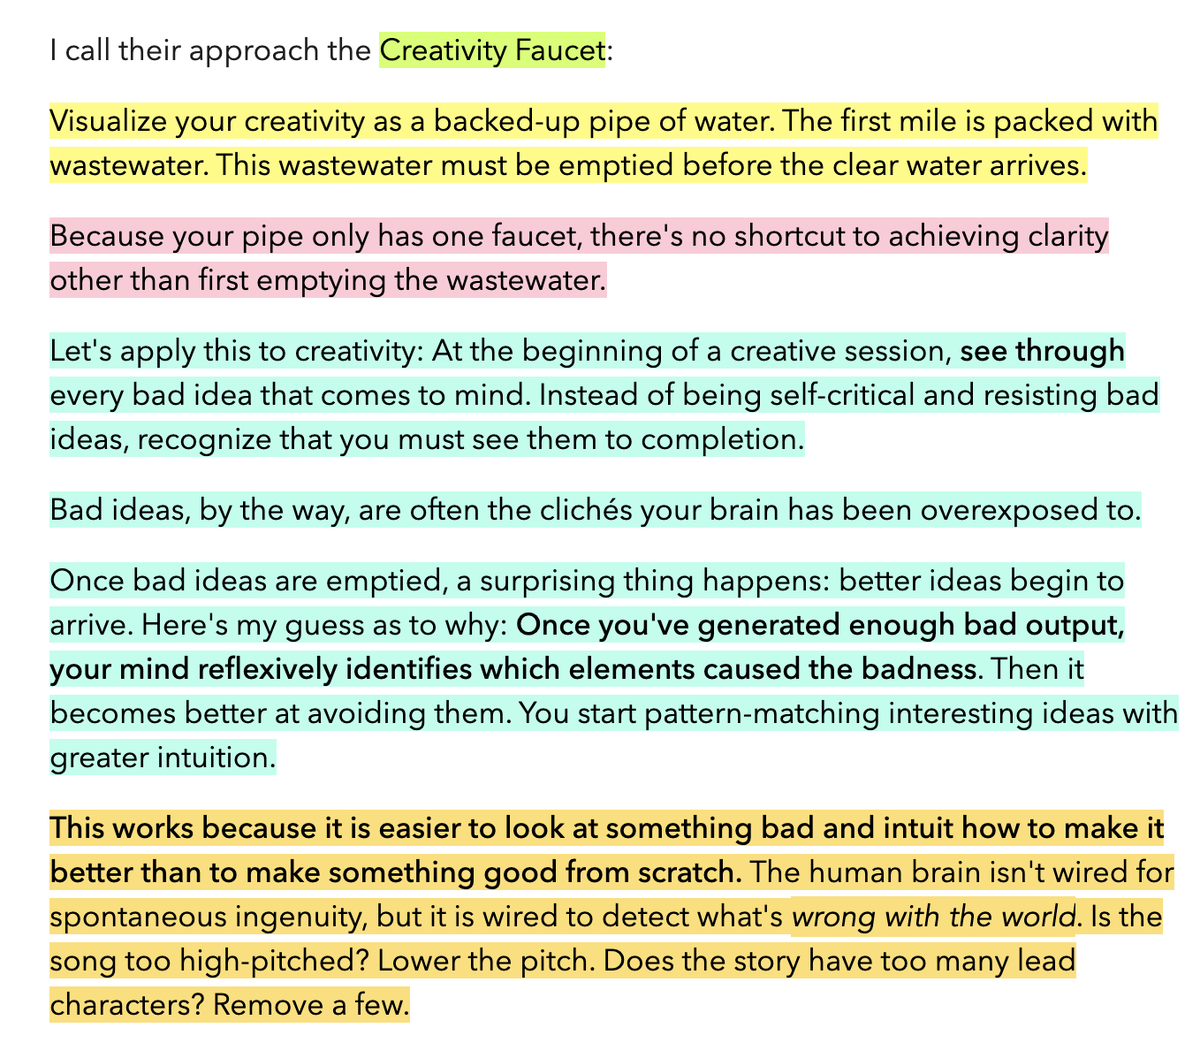 I call their approach the Creativity Faucet:
Visualize your creativity as a backed-up pipe of water. The first mile is packed with
wastewater. This wastewater must be emptied before the clear water arrives.
Because your pipe only has one faucet, there's no shortcut to achieving clarity
other than first emptying the wastewater.
Let's apply this to creativity: At the beginning of a creative session, see through
every bad idea that comes to mind. Instead of being self-critical and resisting bad
ideas, recognize that you must see them to completion.
Bad ideas, by the way, are often the clichés your brain has been overexposed to.
Once bad ideas are emptied, a surprising thing happens: better ideas begin to
arrive. Here's my guess as to why: Once you've generated enough bad output,
your mind reflexively identifies which elements caused the badness. Then it
becomes better at avoiding them. You start pattern-matching interesting ideas with
greater intuition.
This works because it is easier to look at something bad and intuit how to make it
better than to make something good from scratch. The human brain isn't wired for
spontaneous ingenuity, but it is wired to detect what's wrong with the world. Is the
song too high-pitched? Lower the pitch. Does the story have too many lead
characters? Remove a few.